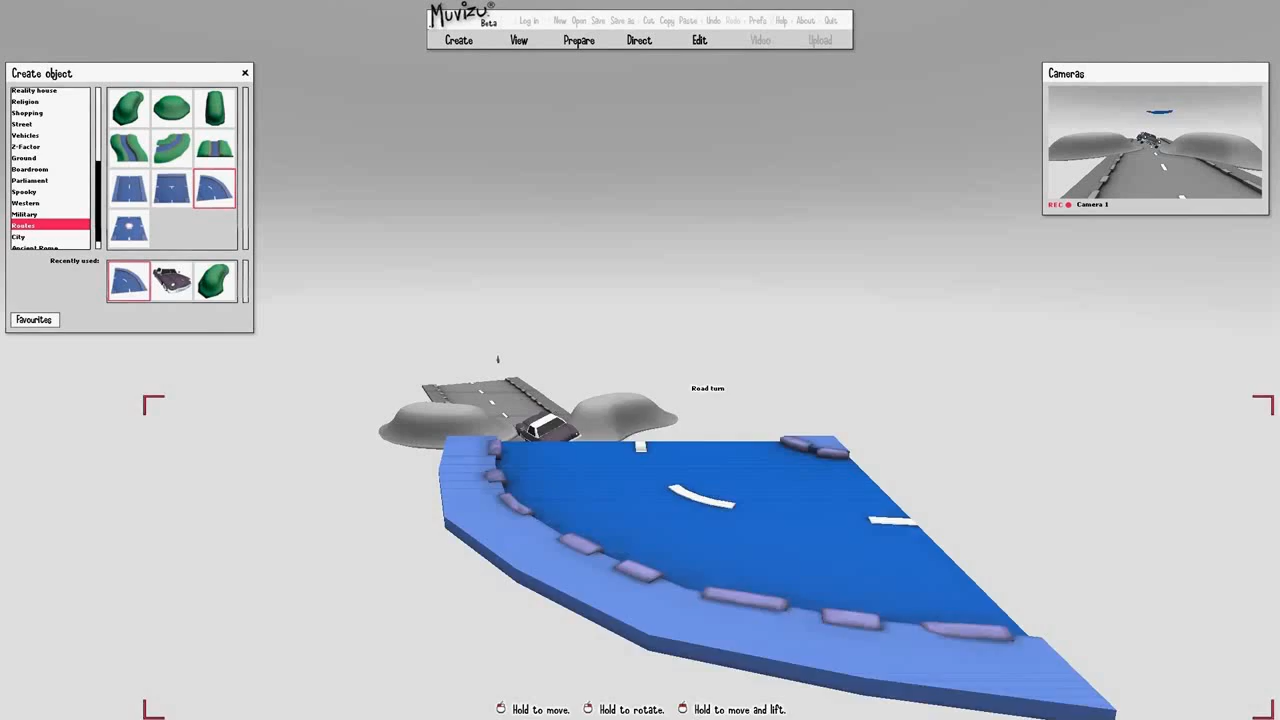 Muvizu®
Beta
Log in New Open Save Save as Cut Copy Paste Undo Redo Prefs Help About Quit
Create View Prepare Direct Edit Video Upload
Create object
Reality house
Religion
Shopping
Street
Vehicles
Z-Factor
Ground
Boardroom
Parliament
Spooky
Western
Military
Routes
City
Ancient Rome
Recently used:
Favourites
Cameras
REC Camera 1
Road turn
Hold to move. Hold to rotate. Hold to move and lift.